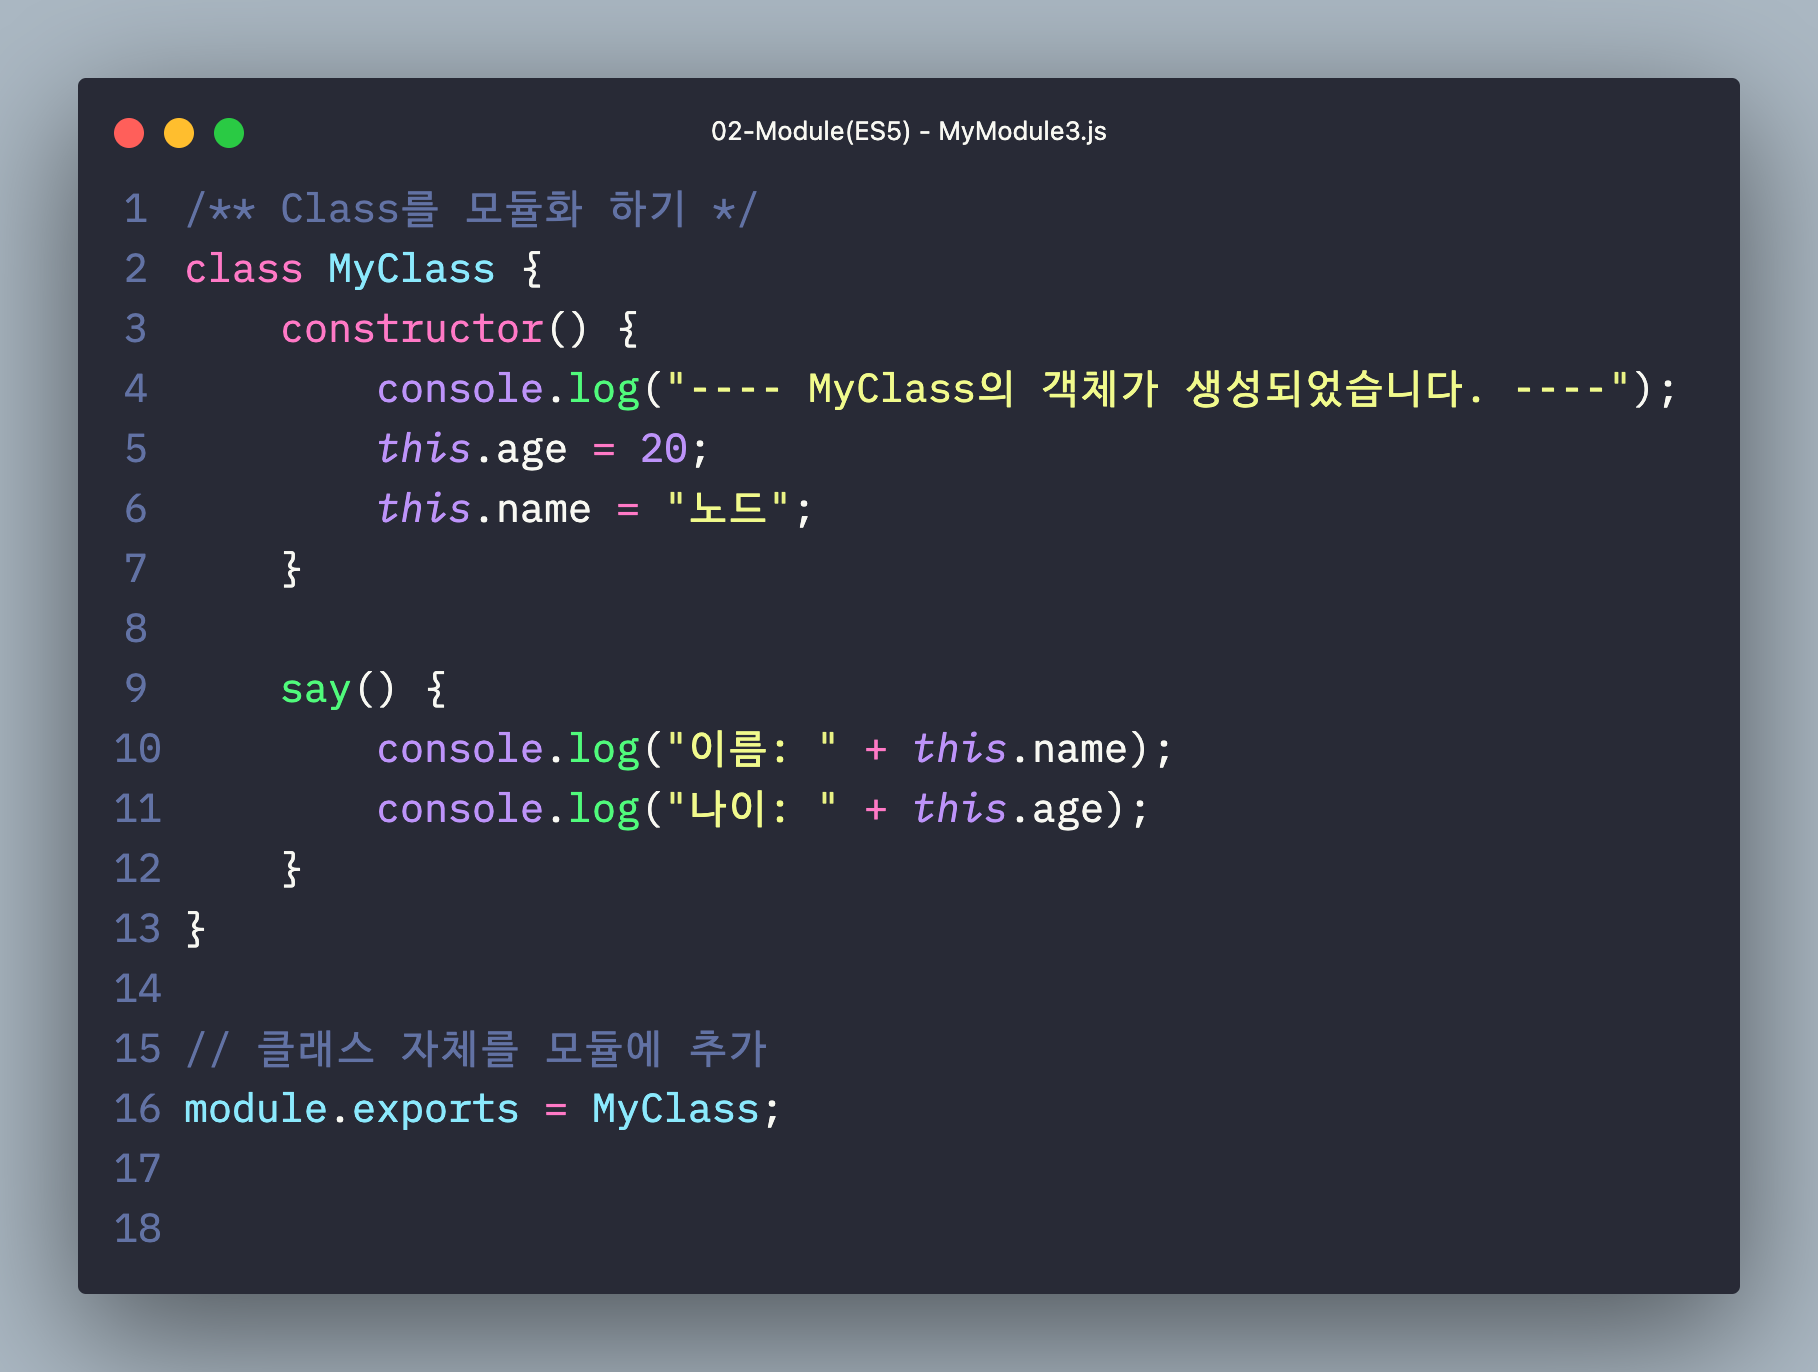 02-Module(ES5) - MyModule3.js
1 /** Class를 모듈화 하기 */
2 class MyClass {
3     constructor() {
4         console.log("---- MyClass의 객체가 생성되었습니다. ----");
5         this.age = 20;
6         this.name = "노드";
7     }
8
9     say() {
10         console.log("이름: " + this.name);
11         console.log("나이: " + this.age);
12     }
13 }
14
15 // 클래스 자체를 모듈에 추가
16 module.exports = MyClass;
17
18